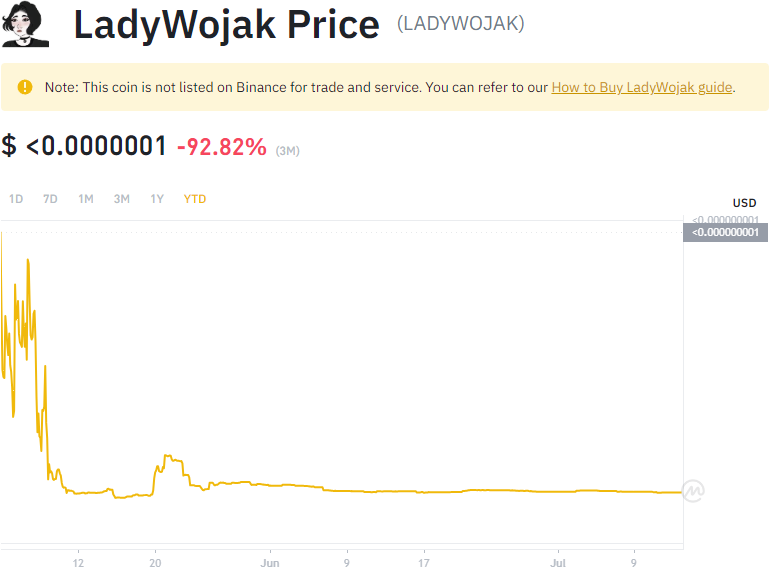 LadyWojak Price (LADYWOJAK)
Note: This coin is not listed on Binance for trade and service. You can refer to our How to Buy LadyWojak guide.
$ <0.0000001 -92.82% (3M)
1D 7D 1M 3M 1Y YTD
USD
<0.000000001
<0.000000001
12 20 Jun 9 17 Jul 9